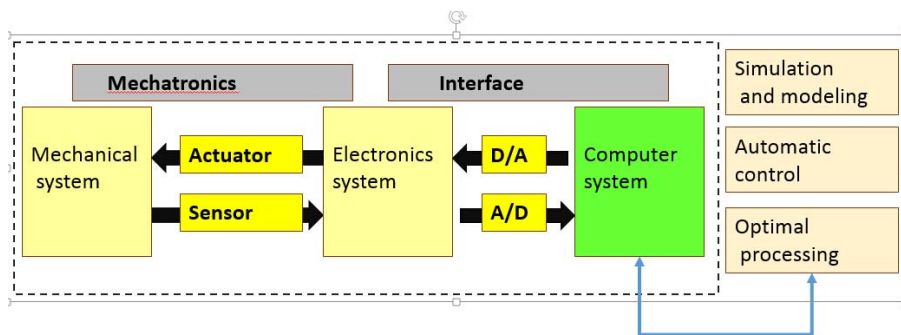 Mechatronics
Interface
Mechanical
system
Actuator
Sensor
Electronics
system
D/A
A/D
Computer
system
Simulation
and modeling
Automatic
control
Optimal
processing